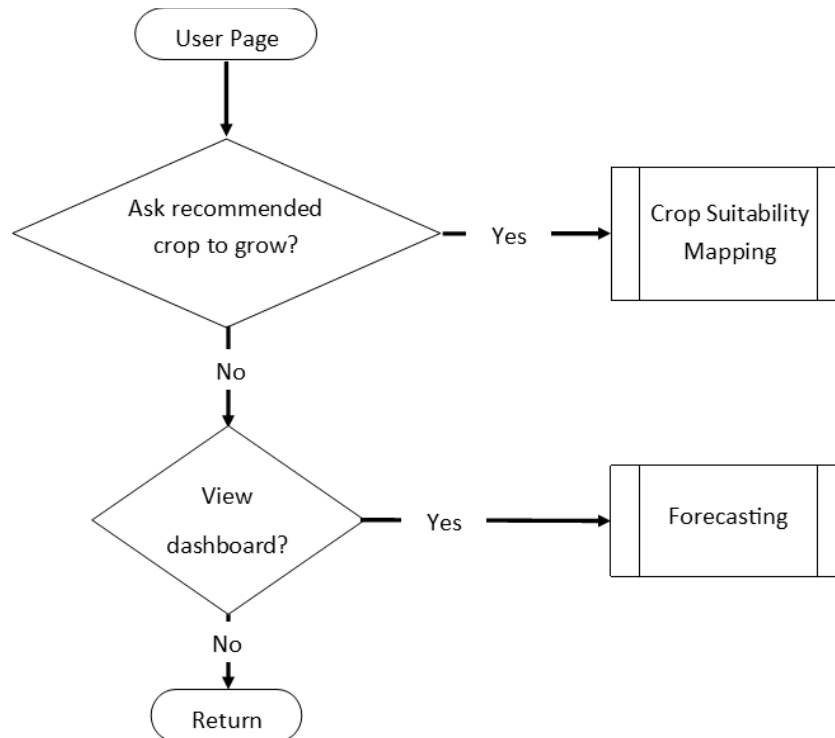 User Page
Ask recommended
crop to grow?
Yes
Crop Suitability
Mapping
No
View
dashboard?
Yes
Forecasting
No
Return